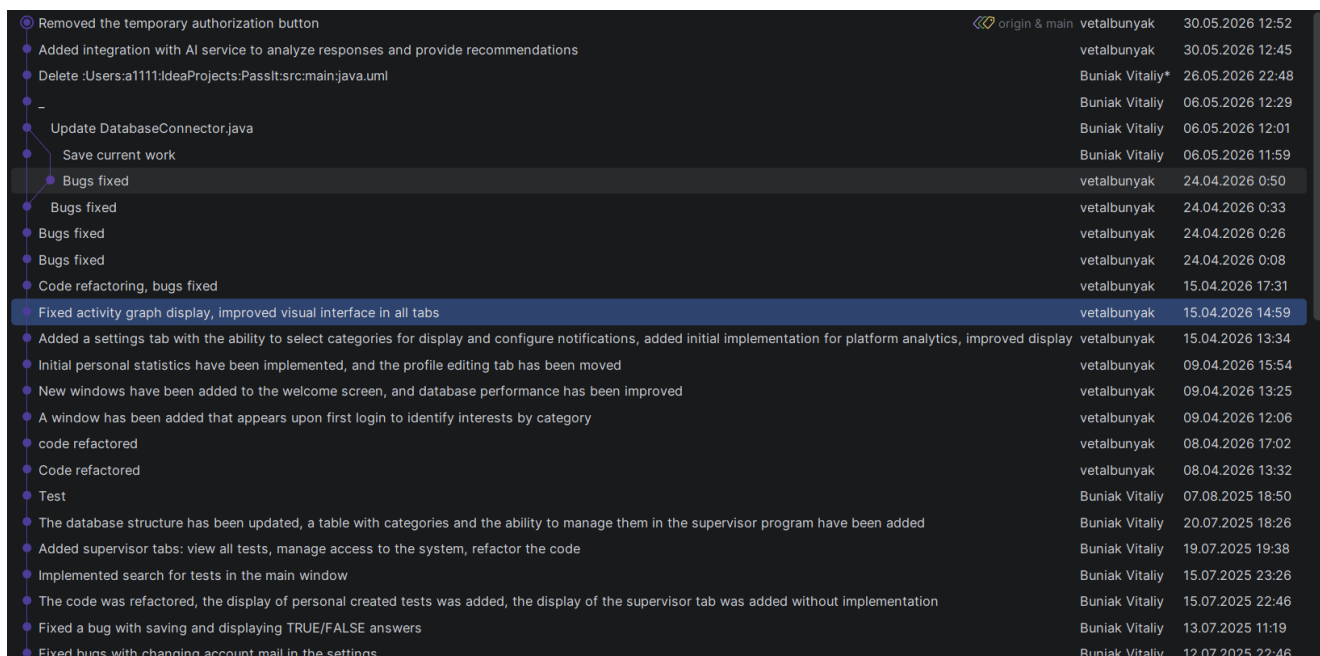 Removed the temporary authorization button origin & main vetalbunyak 30.05.2026 12:52
Added integration with AI service to analyze responses and provide recommendations vetalbunyak 30.05.2026 12:45
Delete :Users:a1111:IdeaProjects:PassIt:src:main:java.uml Buniak Vitaliy* 26.05.2026 22:48
_ Buniak Vitaliy 06.05.2026 12:29
Update DatabaseConnector.java Buniak Vitaliy 06.05.2026 12:01
Save current work Buniak Vitaliy 06.05.2026 11:59
Bugs fixed vetalbunyak 24.04.2026 0:50
Bugs fixed vetalbunyak 24.04.2026 0:33
Bugs fixed vetalbunyak 24.04.2026 0:26
Bugs fixed vetalbunyak 24.04.2026 0:08
Code refactoring, bugs fixed vetalbunyak 15.04.2026 17:31
Fixed activity graph display, improved visual interface in all tabs vetalbunyak 15.04.2026 14:59
Added a settings tab with the ability to select categories for display and configure notifications, added initial implementation for platform analytics, improved display vetalbunyak 15.04.2026 13:34
Initial personal statistics have been implemented, and the profile editing tab has been moved vetalbunyak 09.04.2026 15:54
New windows have been added to the welcome screen, and database performance has been improved vetalbunyak 09.04.2026 13:25
A window has been added that appears upon first login to identify interests by category vetalbunyak 09.04.2026 12:06
code refactored vetalbunyak 08.04.2026 17:02
Code refactored vetalbunyak 08.04.2026 13:32
Test Buniak Vitaliy 07.08.2025 18:50
The database structure has been updated, a table with categories and the ability to manage them in the supervisor program have been added Buniak Vitaliy 20.07.2025 18:26
Added supervisor tabs: view all tests, manage access to the system, refactor the code Buniak Vitaliy 19.07.2025 19:38
Implemented search for tests in the main window Buniak Vitaliy 15.07.2025 23:26
The code was refactored, the display of personal created tests was added, the display of the supervisor tab was added without implementation Buniak Vitaliy 15.07.2025 22:46
Fixed a bug with saving and displaying TRUE/FALSE answers Buniak Vitaliy 13.07.2025 11:19
Fixed bugs with changing account mail in the settings Buniak Vitaliy 12.07.2025 22:46